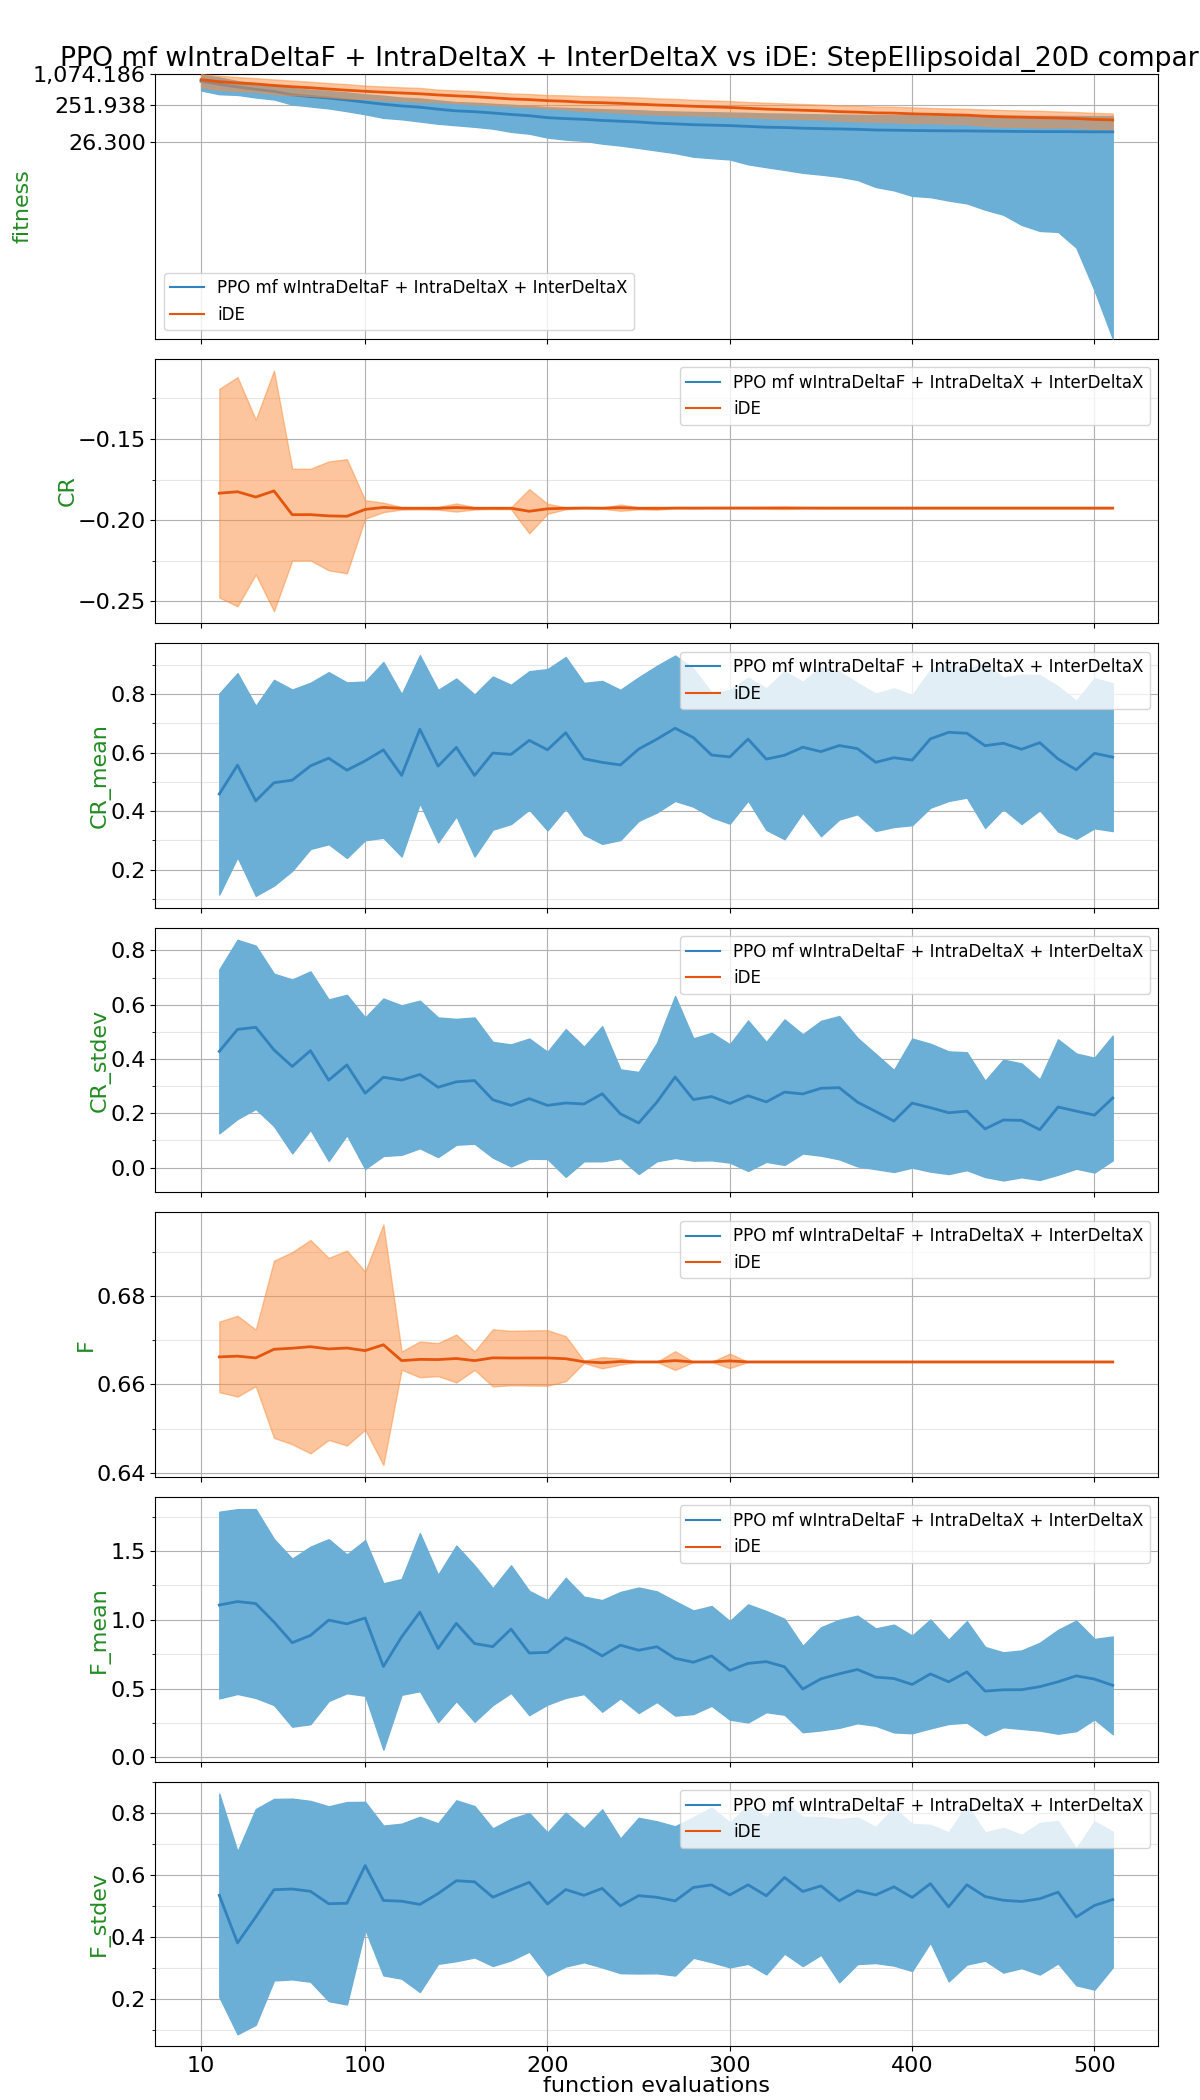 PPO mf wIntraDeltaF + IntraDeltaX + InterDeltaX vs iDE: StepEllipsoidal_20D compar
1,074.186
251.938
26.300
fitness
PPO mf wIntraDeltaF + IntraDeltaX + InterDeltaX
iDE
PPO mf wIntraDeltaF + IntraDeltaX + InterDeltaX
iDE
−0.15
−0.20
−0.25
CR
PPO mf wIntraDeltaF + IntraDeltaX + InterDeltaX
iDE
0.8
0.6
0.4
0.2
CR_mean
PPO mf wIntraDeltaF + IntraDeltaX + InterDeltaX
iDE
0.8
0.6
0.4
0.2
0.0
CR_stdev
PPO mf wIntraDeltaF + IntraDeltaX + InterDeltaX
iDE
0.68
0.66
0.64
F
PPO mf wIntraDeltaF + IntraDeltaX + InterDeltaX
iDE
1.5
1.0
0.5
0.0
F_mean
PPO mf wIntraDeltaF + IntraDeltaX + InterDeltaX
iDE
0.8
0.6
0.4
0.2
F_stdev
10 100 200 300 400 500
function evaluations